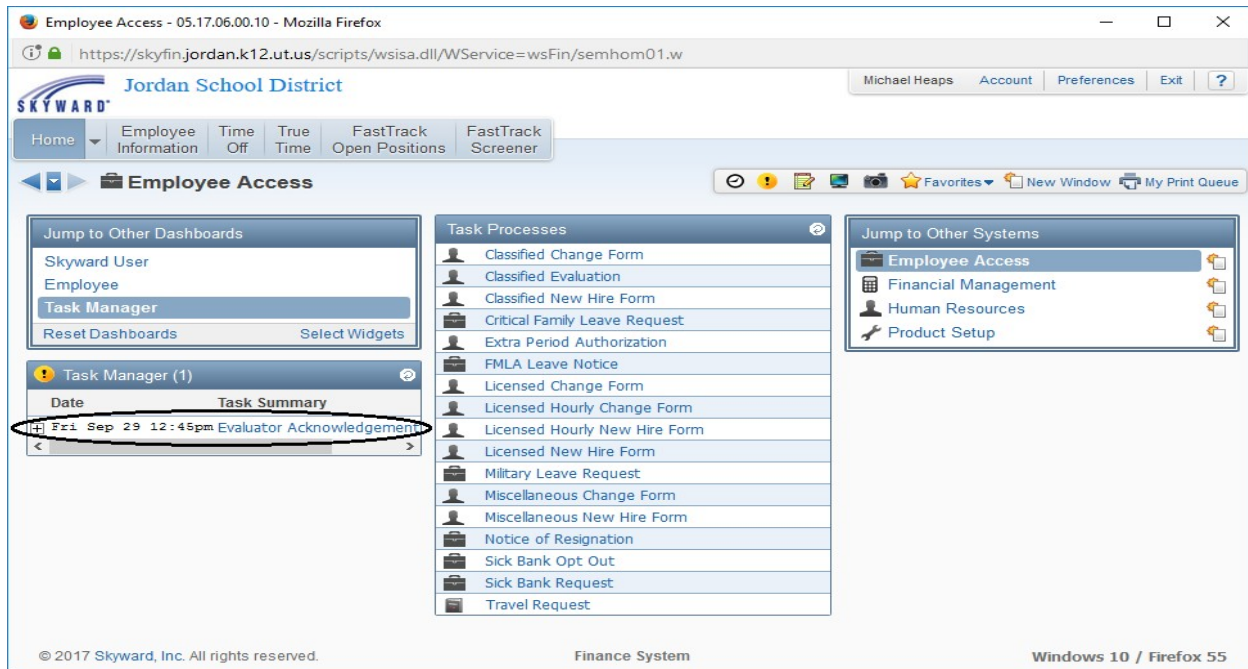 Employee Access - 05.17.06.00.10 - Mozilla Firefox
https://skyfin.jordan.k12.ut.us/scripts/wsisa.dll/WService=wsFin/semhom01.w
SKYWARD
Jordan School District
Michael Heaps Account Preferences Exit ?
Home Employee Information Time Off True Time FastTrack Open Positions FastTrack Screener
Employee Access
Favorites New Window My Print Queue
Jump to Other Dashboards
Skyward User
Employee
Task Manager
Reset Dashboards Select Widgets
Task Manager (1)
Date Task Summary
Fri Sep 29 12:45pm Evaluator Acknowledgement
Task Processes
Classified Change Form
Classified Evaluation
Classified New Hire Form
Critical Family Leave Request
Extra Period Authorization
FMLA Leave Notice
Licensed Change Form
Licensed Hourly Change Form
Licensed Hourly New Hire Form
Licensed New Hire Form
Military Leave Request
Miscellaneous Change Form
Miscellaneous New Hire Form
Notice of Resignation
Sick Bank Opt Out
Sick Bank Request
Travel Request
Jump to Other Systems
Employee Access
Financial Management
Human Resources
Product Setup
© 2017 Skyward, Inc. All rights reserved. Finance System Windows 10 / Firefox 55